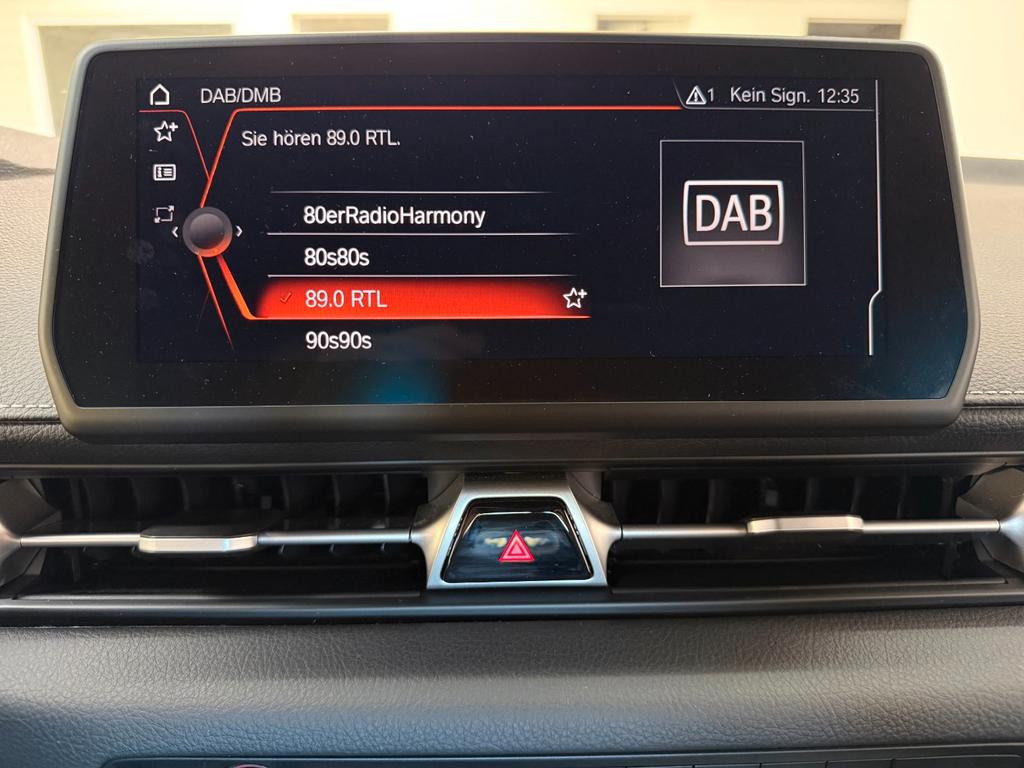 DAB/DMB
1 Kein Sign. 12:35
Sie hören 89.0 RTL.
DAB
80erRadioHarmony
80s80s
89.0 RTL
90s90s